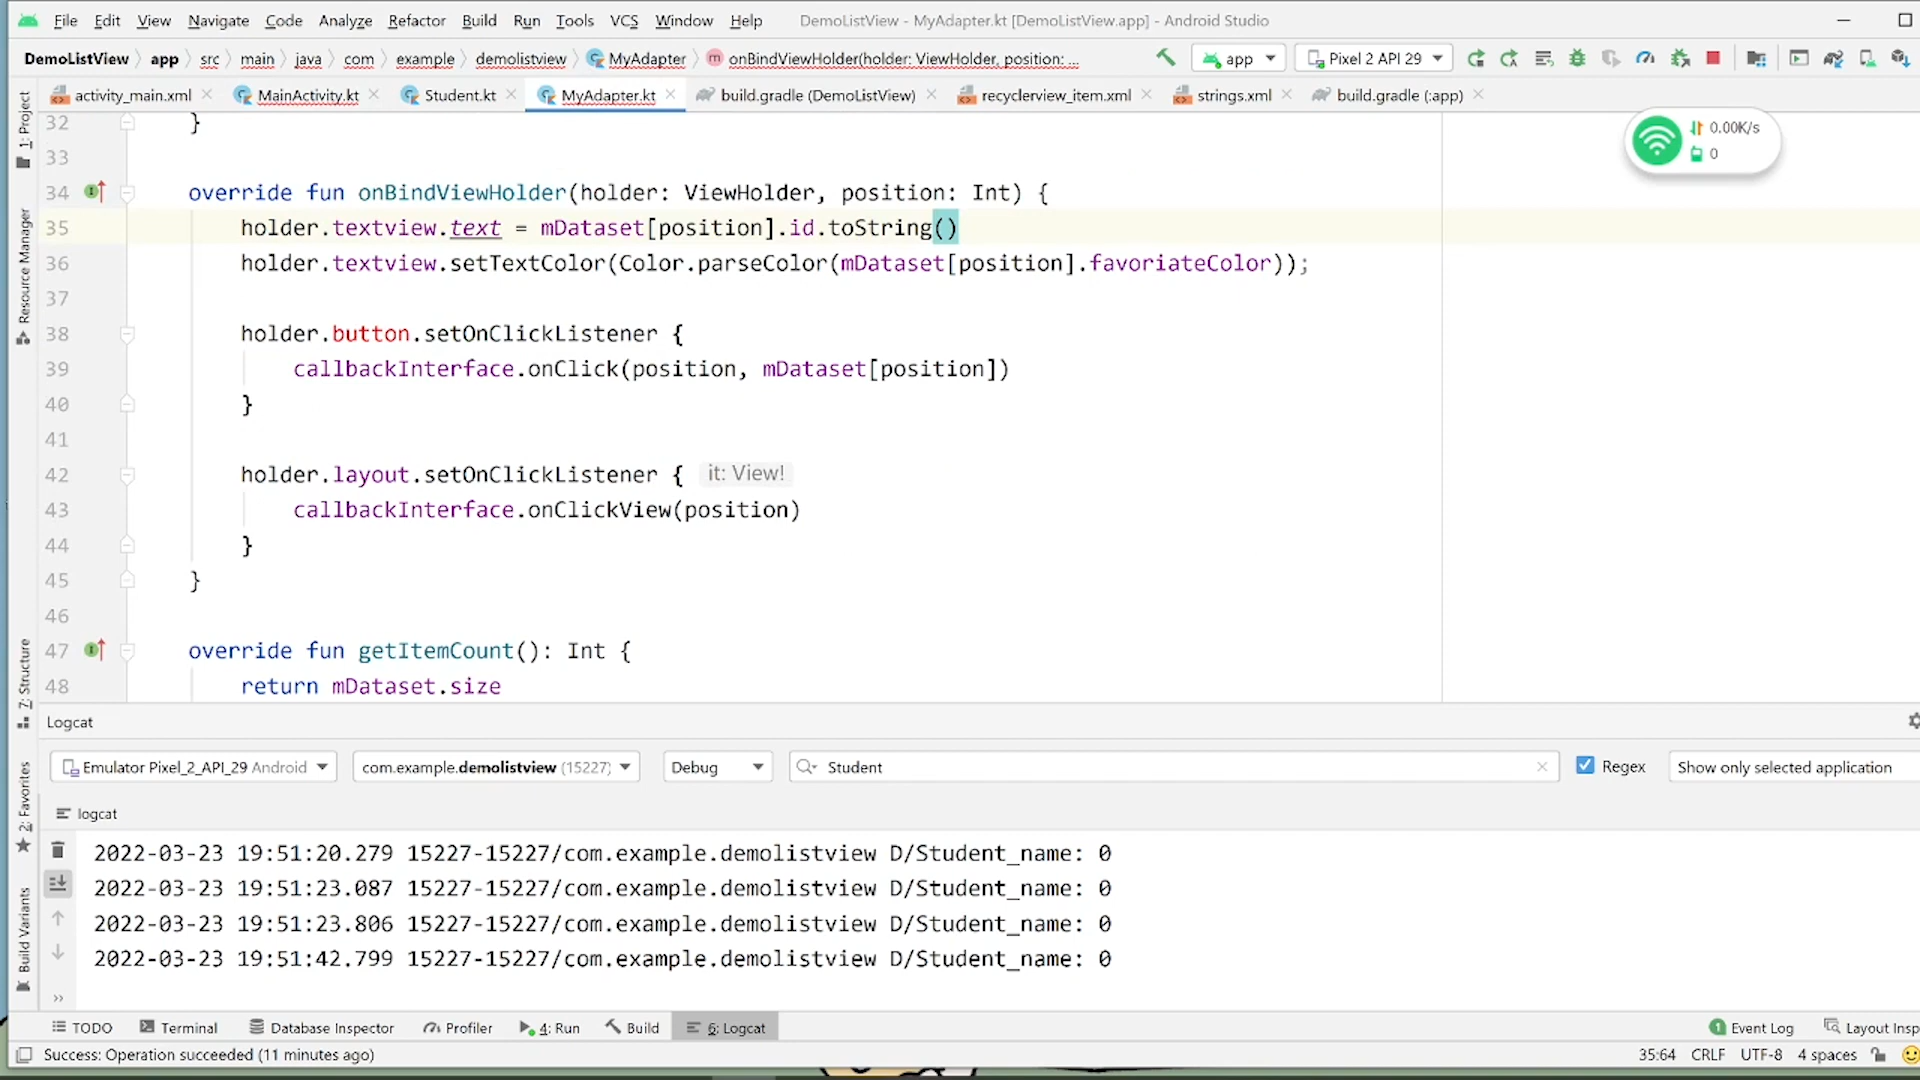 File Edit View Navigate Code Analyze Refactor Build Run Tools VCS Window Help DemoListView - MyAdapter.kt [DemoListView.app] - Android Studio
DemoListView app src main java com example demolistview MyAdapter onBindViewHolder(holder: ViewHolder, position: ... app Pixel 2 API 29
activity_main.xml MainActivity.kt Student.kt MyAdapter.kt build.gradle (DemoListView) recyclerview_item.xml strings.xml build.gradle (:app)
1: Project
Resource Manager
7: Structure
2: Favorites
Build Variants
0.00K/s
0
32 }
33
34 override fun onBindViewHolder(holder: ViewHolder, position: Int) {
35 holder.textview.text = mDataset[position].id.toString()
36 holder.textview.setTextColor(Color.parseColor(mDataset[position].favoriateColor));
37
38 holder.button.setOnClickListener {
39 callbackInterface.onClick(position, mDataset[position])
40 }
41
42 holder.layout.setOnClickListener { it: View!
43 callbackInterface.onClickView(position)
44 }
45 }
46
47 override fun getItemCount(): Int {
48 return mDataset.size
Logcat
Emulator Pixel_2_API_29 Android com.example.demolistview (15227) Debug Student Regex Show only selected application
logcat
2022-03-23 19:51:20.279 15227-15227/com.example.demolistview D/Student_name: 0
2022-03-23 19:51:23.087 15227-15227/com.example.demolistview D/Student_name: 0
2022-03-23 19:51:23.806 15227-15227/com.example.demolistview D/Student_name: 0
2022-03-23 19:51:42.799 15227-15227/com.example.demolistview D/Student_name: 0
TODO Terminal Database Inspector Profiler 4: Run Build 6: Logcat 1 Event Log Layout Insp
Success: Operation succeeded (11 minutes ago) 35:64 CRLF UTF-8 4 spaces